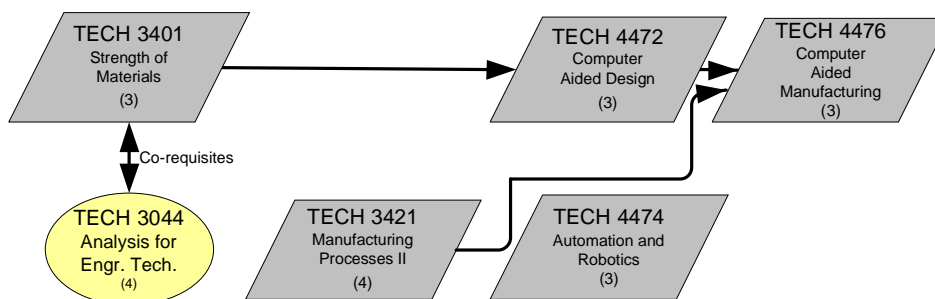 TECH 3401
Strength of
Materials
(3)
TECH 4472
Computer
Aided Design
(3)
TECH 4476
Computer
Aided
Manufacturing
(3)
Co-requisites
TECH 3044
Analysis for
Engr. Tech.
(4)
TECH 3421
Manufacturing
Processes II
(4)
TECH 4474
Automation and
Robotics
(3)